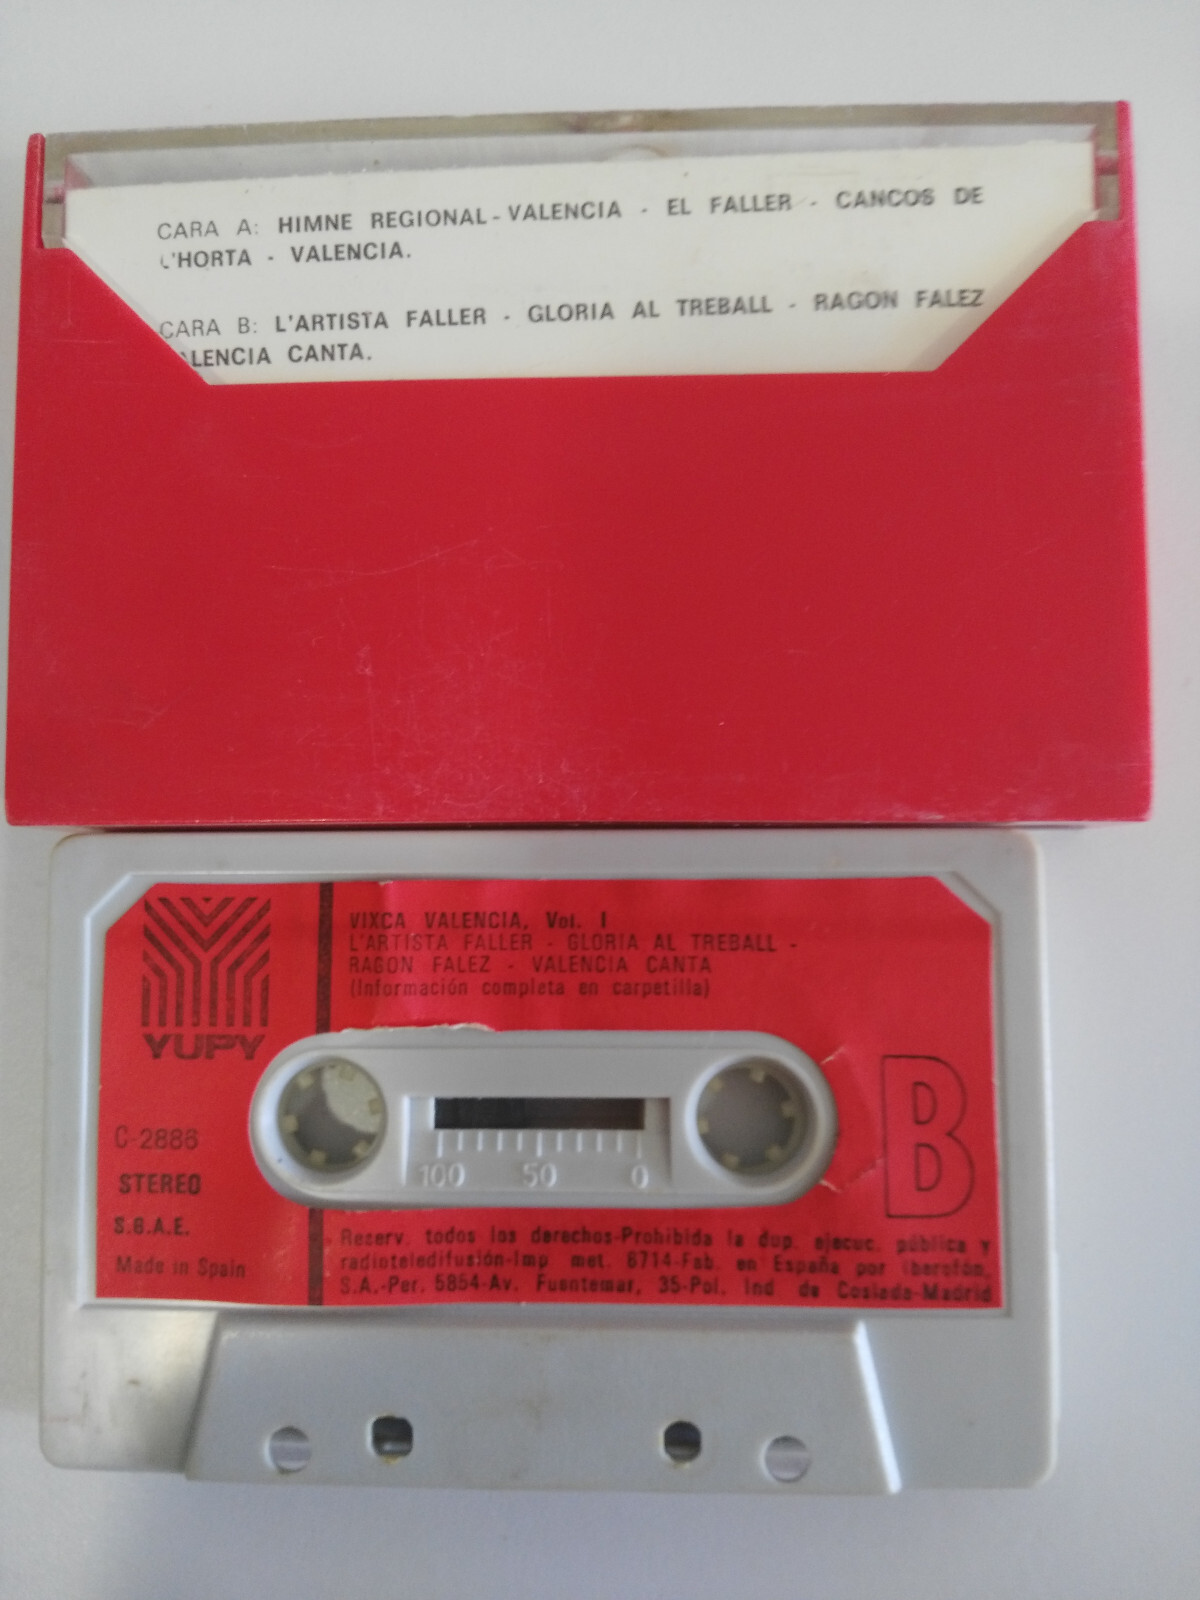 CARA A: HIMNE REGIONAL - VALENCIA - EL FALLER - CANCOS DE
L'HORTA - VALENCIA.
CARA B: L'ARTISTA FALLER - GLORIA AL TREBALL - RAGON FALEZ
ALENCIA CANTA.
YUPY
VIXCA VALENCIA, Vol. I
L'ARTISTA FALLER - GLORIA AL TREBALL -
RAGON FALEZ - VALENCIA CANTA
(Información completa en carpetilla)
B
C-2886
STEREO
S.G.A.E.
Made in Spain
100 50 0
Reserv. todos los derechos-Prohibida la dup. ejecuc. pública y
radioteledifusión-Imp met. 6714-Fab. en España por Iberofón,
S.A.-Per. 5854-Av. Fuentemar, 35-Pol. Ind de Coslada-Madrid